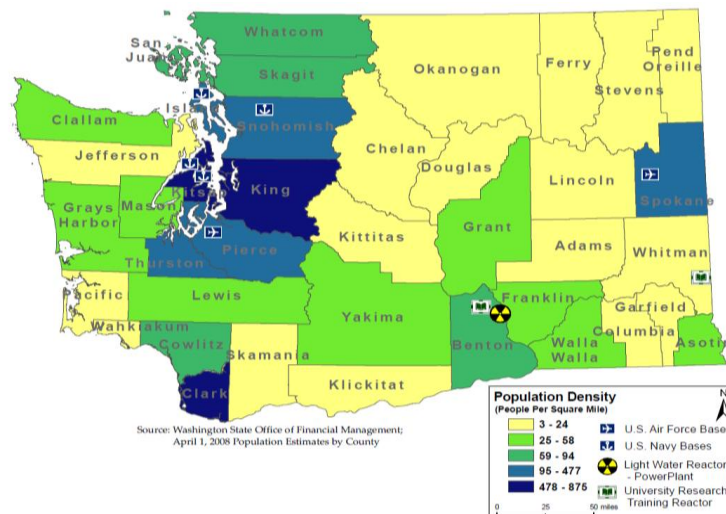 Whatcom
San
Juan
Skagit
Okanogan
Ferry
Pend
Oreille
Stevens
Island
Snohomish
Clallam
Chelan
Jefferson
Douglas
Kitsap
King
Lincoln
Spokane
Grays
Harbor
Mason
Grant
Kittitas
Adams
Whitman
Pierce
Thurston
Pacific
Lewis
Yakima
Franklin
Garfield
Columbia
Wahkiakum
Cowlitz
Skamania
Benton
Walla
Walla
Asotin
Klickitat
Clark
Source: Washington State Office of Financial Management;
April 1, 2008 Population Estimates by County
Population Density
(People Per Square Mile)
3 - 24
25 - 58
59 - 94
95 - 477
478 - 875
N
U.S. Air Force Base
U.S. Navy Bases
Light Water Reactor
- PowerPlant
University Research
Training Reactor
0 25 50 miles